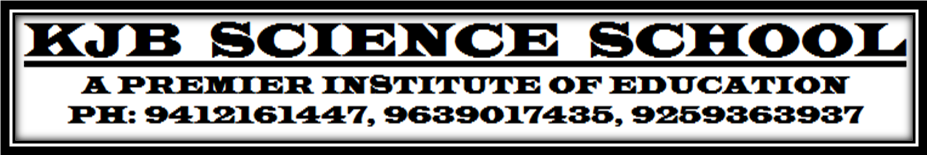 KJB SCIENCE SCHOOL
A PREMIER INSTITUTE OF EDUCATION
PH: 9412161447, 9639017435, 9259363937